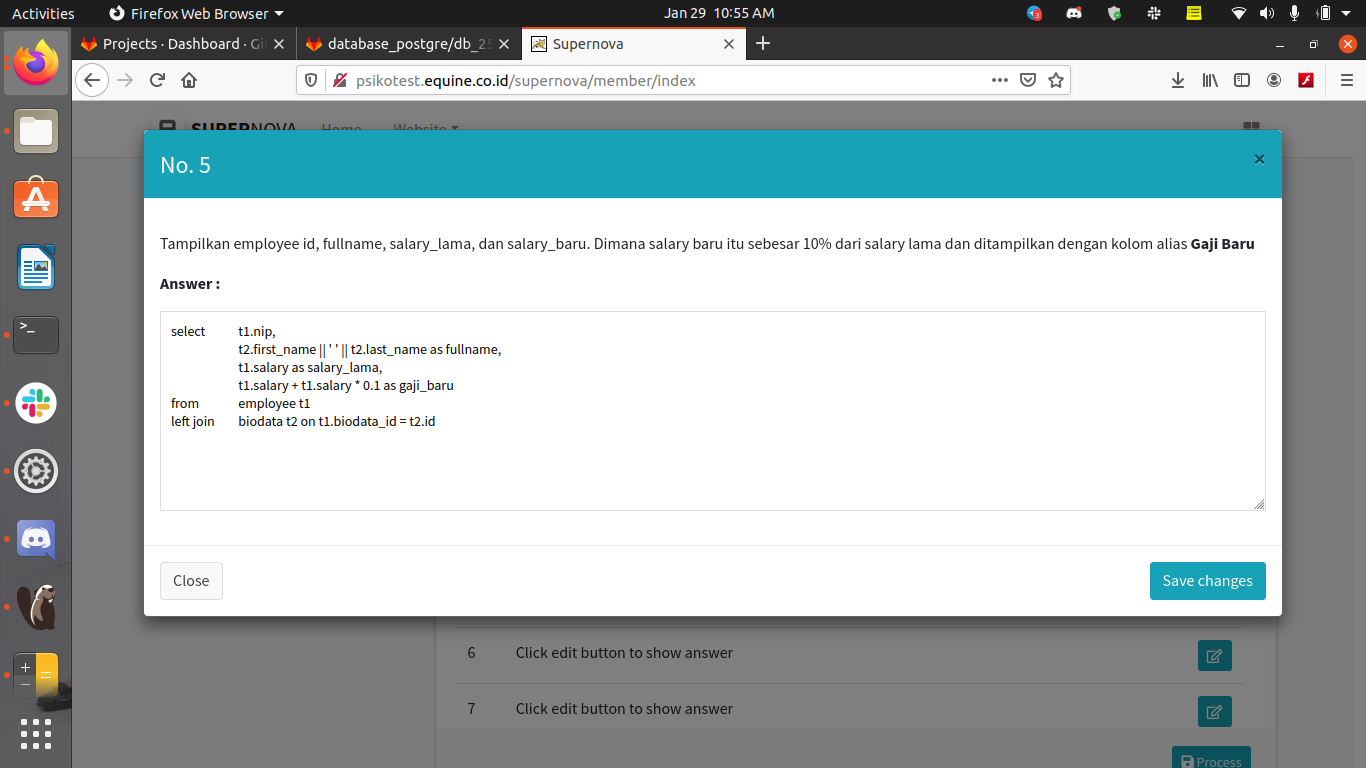 Activities Firefox Web Browser Jan 29 10:55 AM
Projects · Dashboard · Gi database_postgre/db_25 Supernova
psikotest.equine.co.id/supernova/member/index
SUPERNOVA Home Website
No. 5 ×
Tampilkan employee id, fullname, salary_lama, dan salary_baru. Dimana salary baru itu sebesar 10% dari salary lama dan ditampilkan dengan kolom alias Gaji Baru
Answer :
select t1.nip,
t2.first_name || ' ' || t2.last_name as fullname,
t1.salary as salary_lama,
t1.salary + t1.salary * 0.1 as gaji_baru
from employee t1
left join biodata t2 on t1.biodata_id = t2.id
Close Save changes
6 Click edit button to show answer
7 Click edit button to show answer
Process